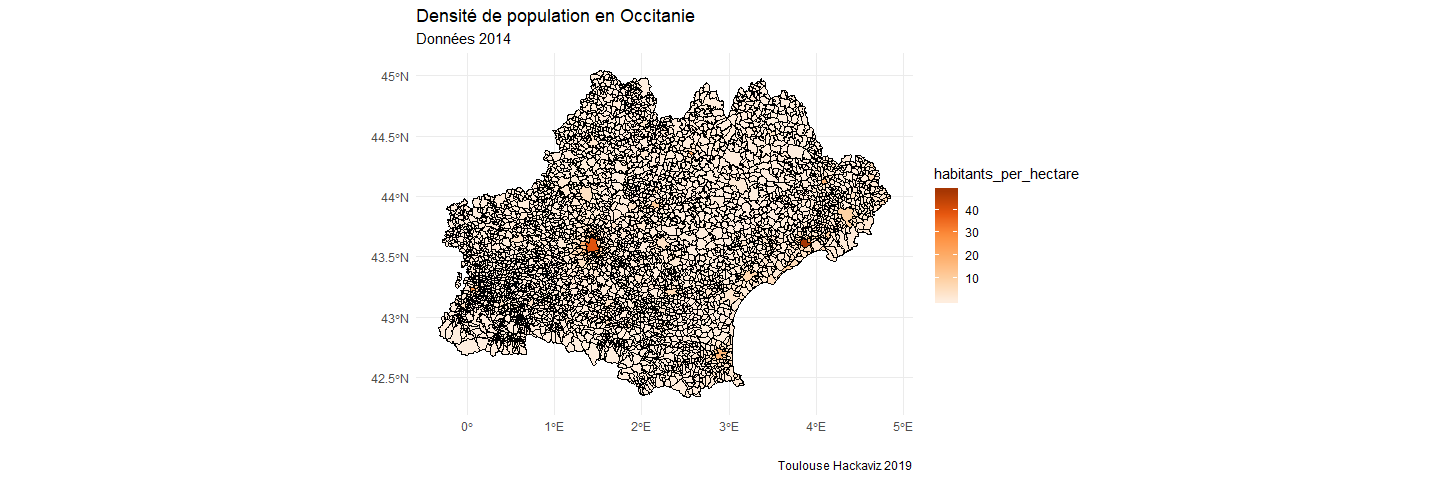 Densité de population en Occitanie
Données 2014
45°N
44.5°N
44°N
43.5°N
43°N
42.5°N
0°
1°E
2°E
3°E
4°E
5°E
habitants_per_hectare
40
30
20
10
Toulouse Hackaviz 2019